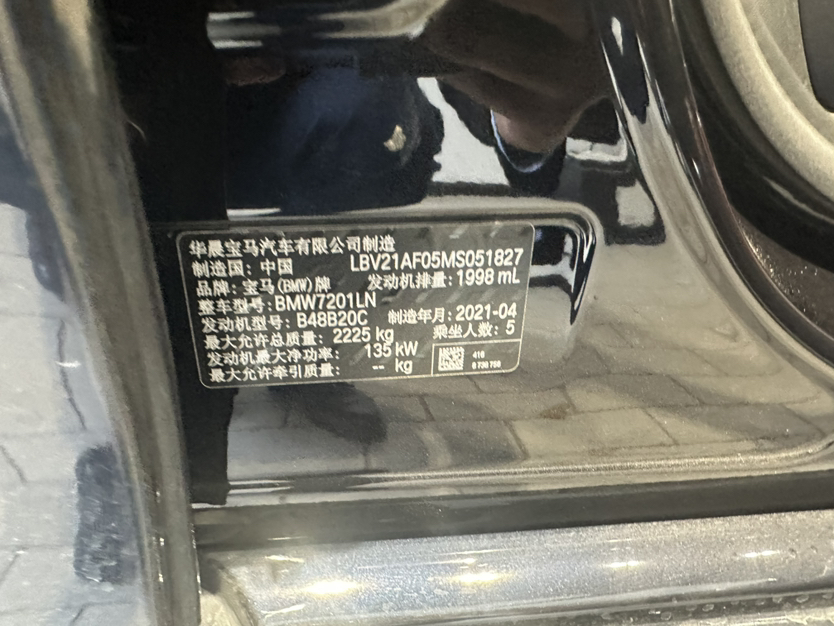 华晨宝马汽车有限公司制造
制造国: 中国 LBV21AF05MS051827
品牌: 宝马(BMW)牌 发动机排量: 1998 mL
整车型号: BMW7201LN
发动机型号: B48B20C 制造年月: 2021-04
最大允许总质量: 2225 kg 乘坐人数: 5
发动机最大净功率: 135 kW
最大允许牵引质量: -- kg
416